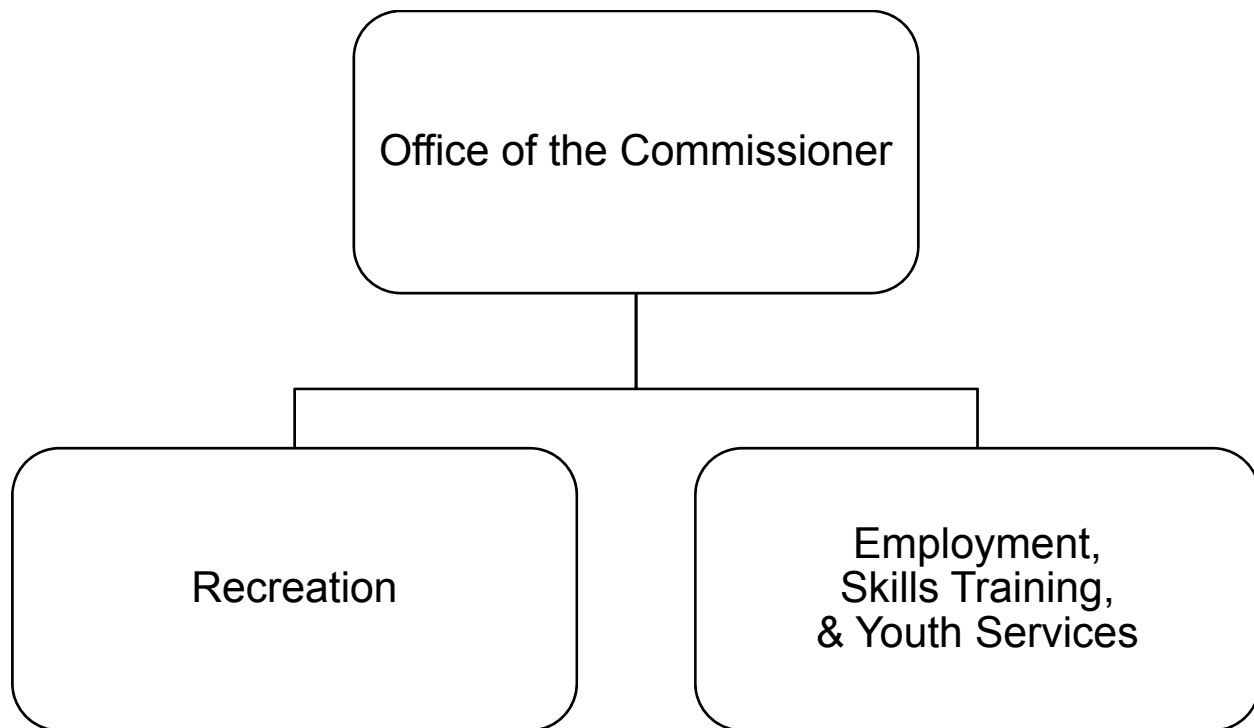 Office of the Commissioner
Recreation
Employment,
Skills Training,
& Youth Services